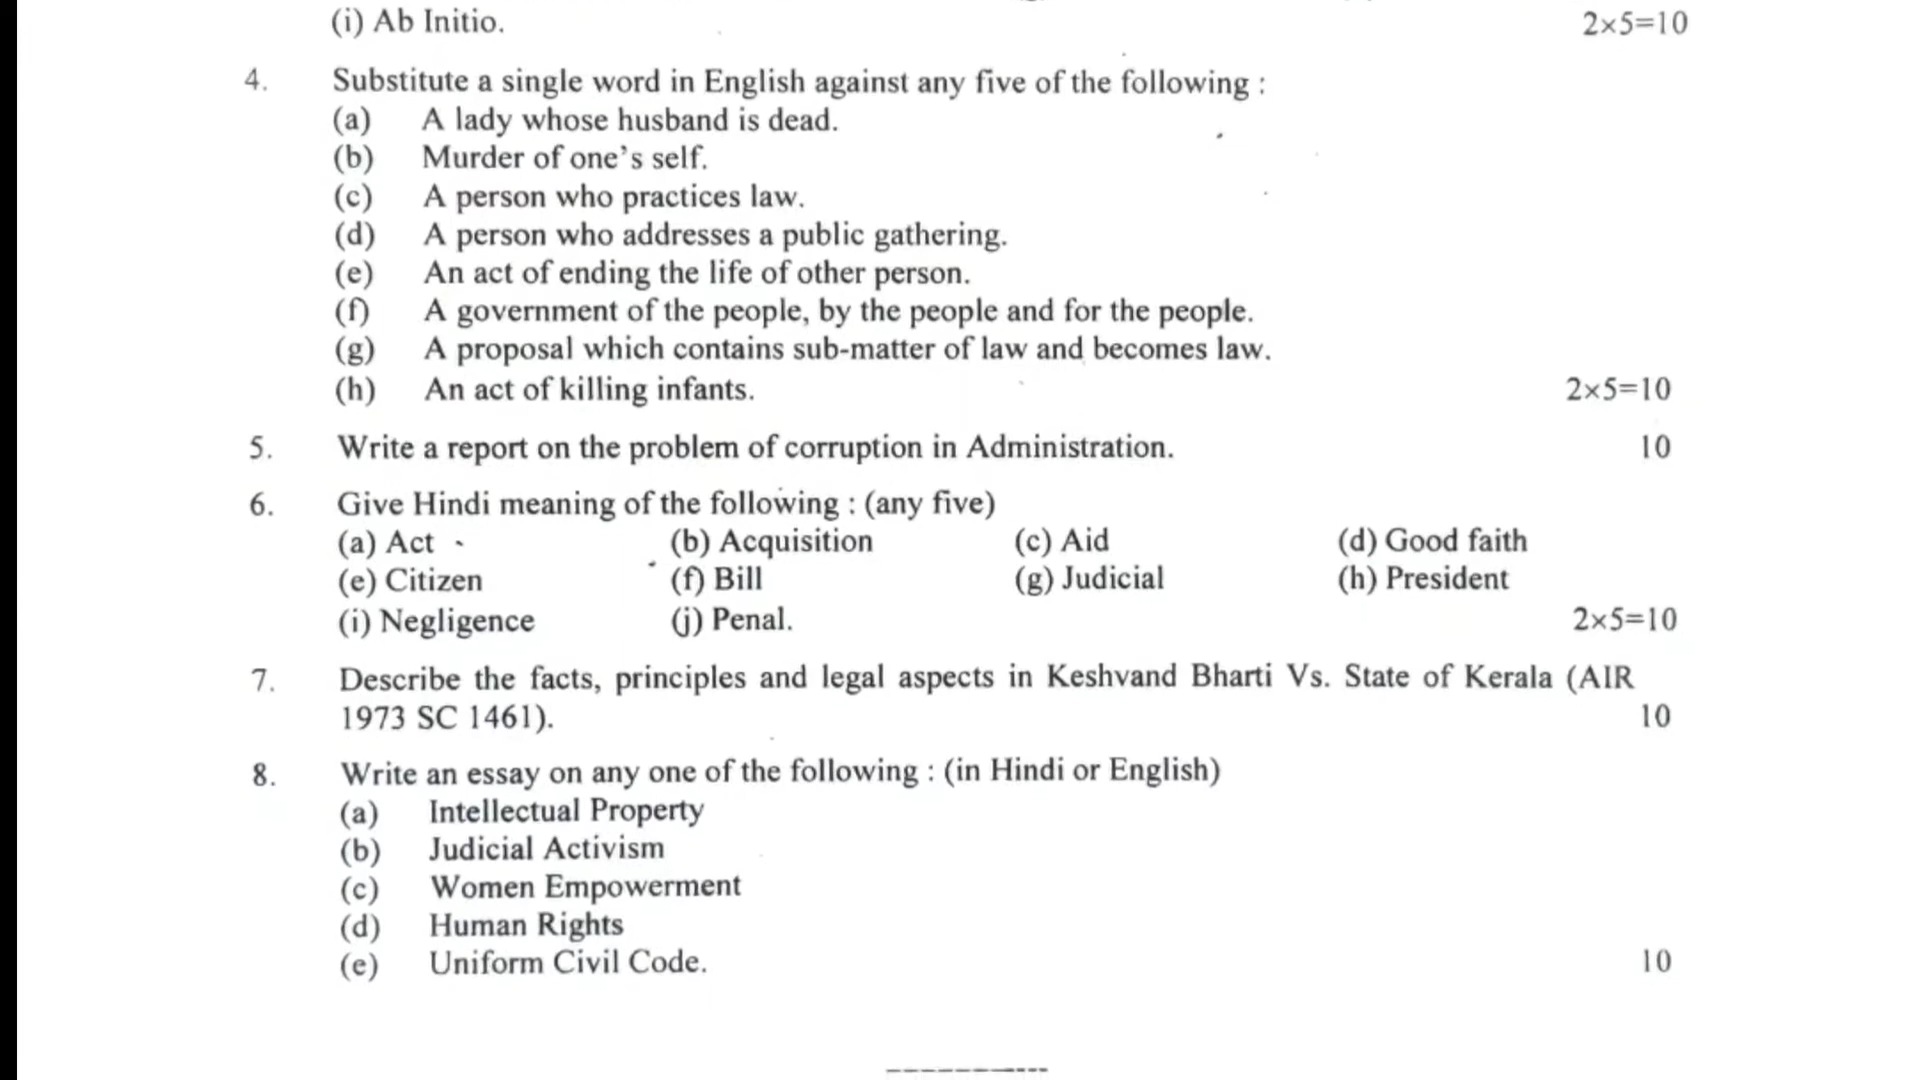 (i) Ab Initio. 2×5=10
4. Substitute a single word in English against any five of the following :
(a) A lady whose husband is dead.
(b) Murder of one's self.
(c) A person who practices law.
(d) A person who addresses a public gathering.
(e) An act of ending the life of other person.
(f) A government of the people, by the people and for the people.
(g) A proposal which contains sub-matter of law and becomes law.
(h) An act of killing infants. 2×5=10
5. Write a report on the problem of corruption in Administration. 10
6. Give Hindi meaning of the following : (any five)
(a) Act (b) Acquisition (c) Aid (d) Good faith
(e) Citizen (f) Bill (g) Judicial (h) President
(i) Negligence (j) Penal. 2×5=10
7. Describe the facts, principles and legal aspects in Keshvand Bharti Vs. State of Kerala (AIR
1973 SC 1461). 10
8. Write an essay on any one of the following : (in Hindi or English)
(a) Intellectual Property
(b) Judicial Activism
(c) Women Empowerment
(d) Human Rights
(e) Uniform Civil Code. 10